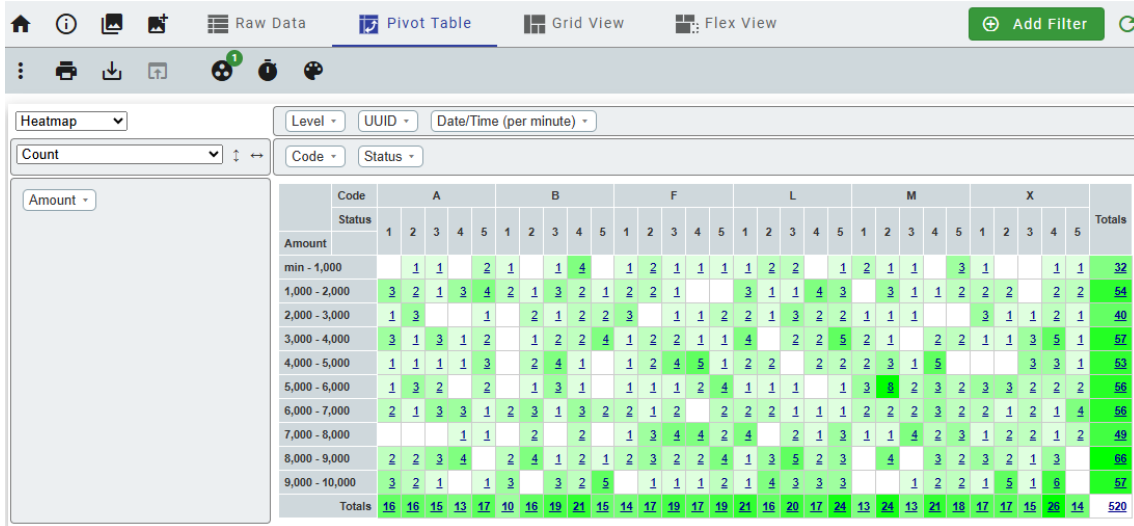 Raw Data Pivot Table Grid View Flex View Add Filter
1
Heatmap Level UUID Date/Time (per minute)
Count Code Status
Amount
Code A B F L M X Totals
Status 1 2 3 4 5 1 2 3 4 5 1 2 3 4 5 1 2 3 4 5 1 2 3 4 5 1 2 3 4 5
Amount
min - 1,000 1 1 2 1 1 4 1 2 1 1 1 1 2 2 1 2 1 1 3 1 1 1 32
1,000 - 2,000 3 2 1 3 4 2 1 3 2 1 2 2 1 3 1 1 4 3 3 1 1 2 2 2 2 2 54
2,000 - 3,000 1 3 1 2 1 2 2 3 1 1 2 2 1 3 2 2 1 1 1 3 1 1 2 1 40
3,000 - 4,000 3 1 3 1 2 1 2 2 4 1 2 2 1 1 4 2 2 5 2 1 2 2 1 1 3 5 1 57
4,000 - 5,000 1 1 1 1 3 2 4 1 1 2 4 5 1 2 2 2 2 2 3 1 5 3 3 1 53
5,000 - 6,000 1 3 2 2 1 3 1 1 1 1 2 4 1 1 1 1 3 8 2 3 2 3 3 2 2 2 56
6,000 - 7,000 2 1 3 3 1 2 3 1 3 2 2 1 2 2 2 2 1 1 1 2 2 2 3 2 2 1 2 1 4 56
7,000 - 8,000 1 1 2 2 1 3 4 4 2 4 2 1 3 1 1 4 2 3 1 2 2 1 2 49
8,000 - 9,000 2 2 3 4 2 4 1 2 1 2 3 2 2 4 1 3 5 2 3 4 3 2 3 2 1 3 66
9,000 - 10,000 3 2 1 1 3 3 2 5 1 1 1 2 1 4 3 3 3 1 2 2 1 5 1 6 57
Totals 16 16 15 13 17 10 16 19 21 15 14 17 19 17 19 21 16 20 17 24 13 24 13 21 18 17 17 15 26 14 520